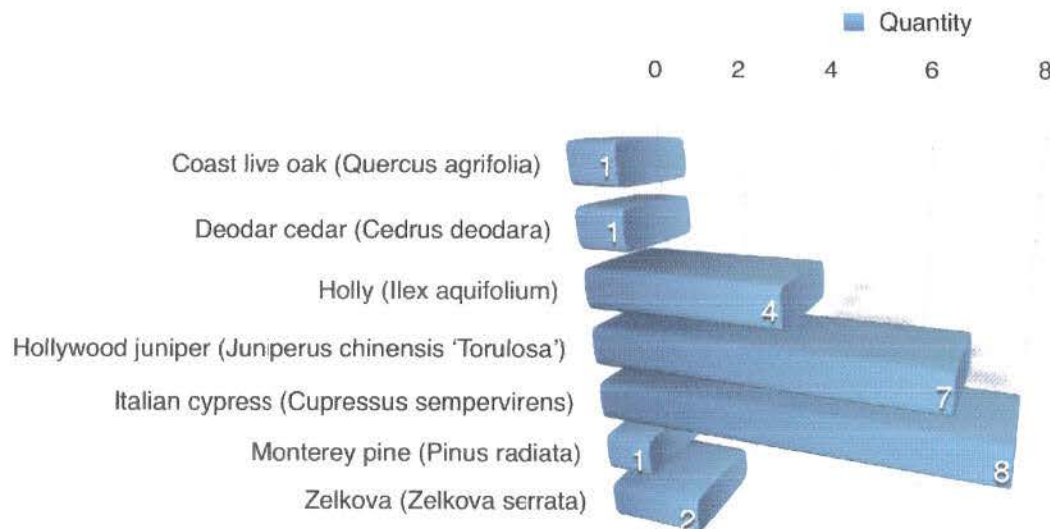 Quantity
0 2 4 6 8
Coast live oak (Quercus agrifolia) 1
Deodar cedar (Cedrus deodara) 1
Holly (Ilex aquifolium) 4
Hollywood juniper (Juniperus chinensis ‘Torulosa’) 7
Italian cypress (Cupressus sempervirens) 8
Monterey pine (Pinus radiata) 1
Zelkova (Zelkova serrata) 2